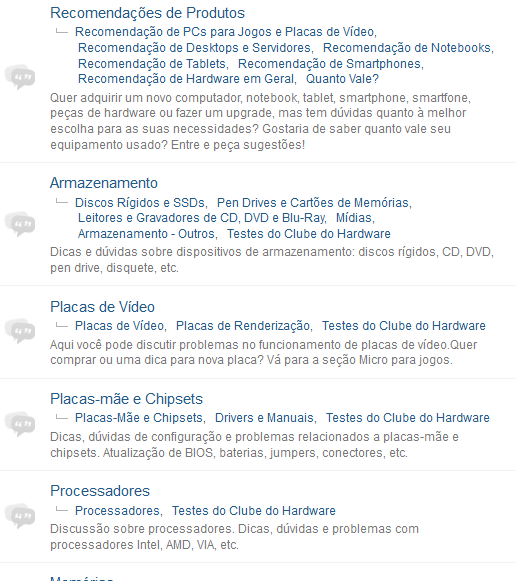 Recomendações de Produtos
Recomendação de PCs para Jogos e Placas de Vídeo,
Recomendação de Desktops e Servidores, Recomendação de Notebooks,
Recomendação de Tablets, Recomendação de Smartphones,
Recomendação de Hardware em Geral, Quanto Vale?
Quer adquirir um novo computador, notebook, tablet, smartphone, smartfone,
peças de hardware ou fazer um upgrade, mas tem dúvidas quanto à melhor
escolha para as suas necessidades? Gostaria de saber quanto vale seu
equipamento usado? Entre e peça sugestões!
Armazenamento
Discos Rígidos e SSDs, Pen Drives e Cartões de Memórias,
Leitores e Gravadores de CD, DVD e Blu-Ray, Mídias,
Armazenamento - Outros, Testes do Clube do Hardware
Dicas e dúvidas sobre dispositivos de armazenamento: discos rígidos, CD, DVD,
pen drive, disquete, etc.
Placas de Vídeo
Placas de Vídeo, Placas de Renderização, Testes do Clube do Hardware
Aqui você pode discutir problemas no funcionamento de placas de vídeo.Quer
comprar ou uma dica para nova placa? Vá para a seção Micro para jogos.
Placas-mãe e Chipsets
Placas-Mãe e Chipsets, Drivers e Manuais, Testes do Clube do Hardware
Dicas, dúvidas de configuração e problemas relacionados a placas-mãe e
chipsets. Atualização de BIOS, baterias, jumpers, conectores, etc.
Processadores
Processadores, Testes do Clube do Hardware
Discussão sobre processadores. Dicas, dúvidas e problemas com
processadores Intel, AMD, VIA, etc.